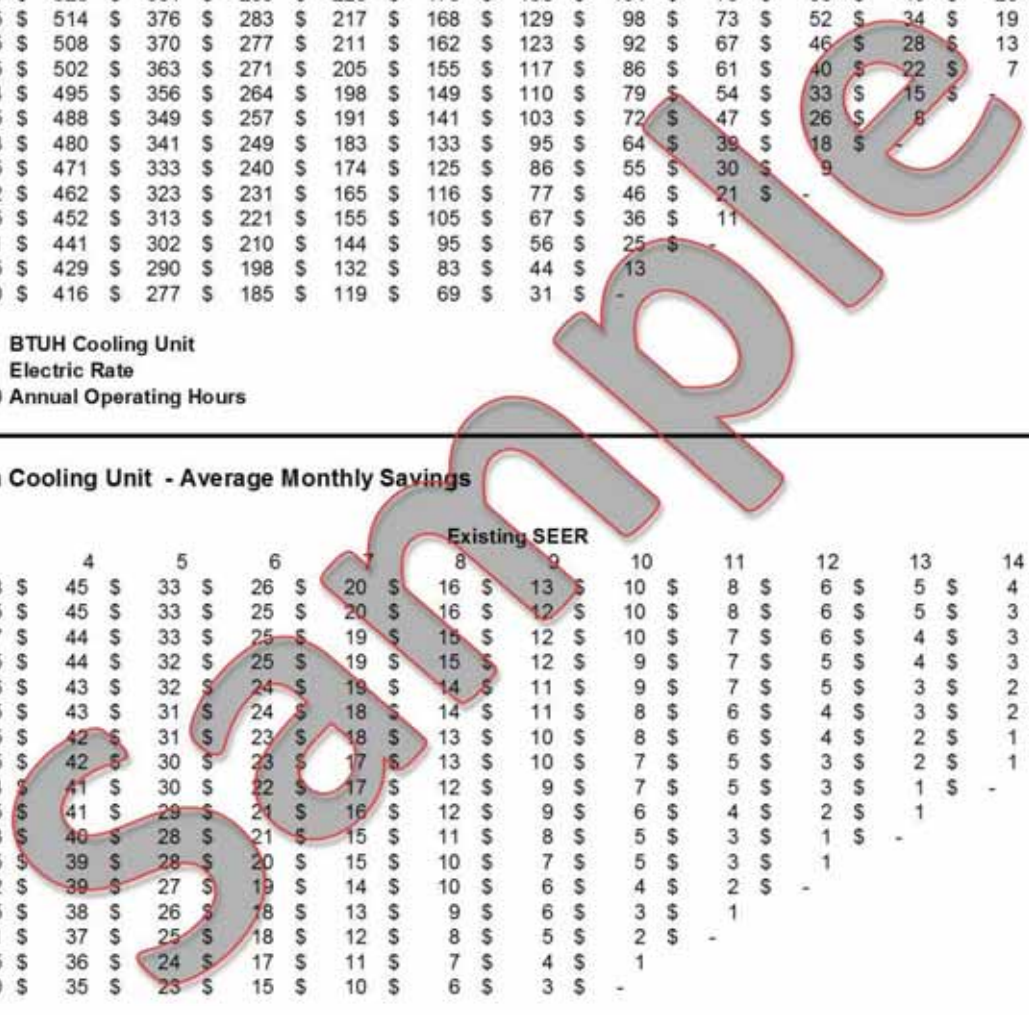 $ 514 $ 376 $ 283 $ 217 $ 168 $ 129 $ 98 $ 73 $ 52 $ 34 $ 19
$ 508 $ 370 $ 277 $ 211 $ 162 $ 123 $ 92 $ 67 $ 46 $ 28 $ 13
$ 502 $ 363 $ 271 $ 205 $ 155 $ 117 $ 86 $ 61 $ 40 $ 22 $ 7
$ 495 $ 356 $ 264 $ 198 $ 149 $ 110 $ 79 $ 54 $ 33 $ 15 $ -
$ 488 $ 349 $ 257 $ 191 $ 141 $ 103 $ 72 $ 47 $ 26 $ 8
$ 480 $ 341 $ 249 $ 183 $ 133 $ 95 $ 64 $ 39 $ 18 $ -
$ 471 $ 333 $ 240 $ 174 $ 125 $ 86 $ 55 $ 30 $ 9
$ 462 $ 323 $ 231 $ 165 $ 116 $ 77 $ 46 $ 21 $ -
$ 452 $ 313 $ 221 $ 155 $ 105 $ 67 $ 36 $ 11
$ 441 $ 302 $ 210 $ 144 $ 95 $ 56 $ 25 $ -
$ 429 $ 290 $ 198 $ 132 $ 83 $ 44 $ 13
$ 416 $ 277 $ 185 $ 119 $ 69 $ 31 $ -
BTUH Cooling Unit
Electric Rate
Annual Operating Hours
Cooling Unit - Average Monthly Savings
Existing SEER
4 5 6 7 8 9 10 11 12 13 14
$ 45 $ 33 $ 26 $ 20 $ 16 $ 13 $ 10 $ 8 $ 6 $ 5 $ 4
$ 45 $ 33 $ 25 $ 20 $ 16 $ 12 $ 10 $ 8 $ 6 $ 5 $ 3
$ 44 $ 33 $ 25 $ 19 $ 15 $ 12 $ 10 $ 7 $ 6 $ 4 $ 3
$ 44 $ 32 $ 25 $ 19 $ 15 $ 12 $ 9 $ 7 $ 5 $ 4 $ 3
$ 43 $ 32 $ 24 $ 19 $ 14 $ 11 $ 9 $ 7 $ 5 $ 3 $ 2
$ 43 $ 31 $ 24 $ 18 $ 14 $ 11 $ 8 $ 6 $ 4 $ 3 $ 2
$ 42 $ 31 $ 23 $ 18 $ 13 $ 10 $ 8 $ 6 $ 4 $ 2 $ 1
$ 42 $ 30 $ 23 $ 17 $ 13 $ 10 $ 7 $ 5 $ 3 $ 2 $ 1
$ 41 $ 30 $ 22 $ 17 $ 12 $ 9 $ 7 $ 5 $ 3 $ 1 $ -
$ 41 $ 29 $ 21 $ 16 $ 12 $ 9 $ 6 $ 4 $ 2 $ 1
$ 40 $ 28 $ 21 $ 15 $ 11 $ 8 $ 5 $ 3 $ 1 $ -
$ 39 $ 28 $ 20 $ 15 $ 10 $ 7 $ 5 $ 3 $ 1
$ 39 $ 27 $ 19 $ 14 $ 10 $ 6 $ 4 $ 2 $ -
$ 38 $ 26 $ 18 $ 13 $ 9 $ 6 $ 3 $ 1
$ 37 $ 25 $ 18 $ 12 $ 8 $ 5 $ 2 $ -
$ 36 $ 24 $ 17 $ 11 $ 7 $ 4 $ 1
$ 35 $ 23 $ 15 $ 10 $ 6 $ 3 $ -
Sample